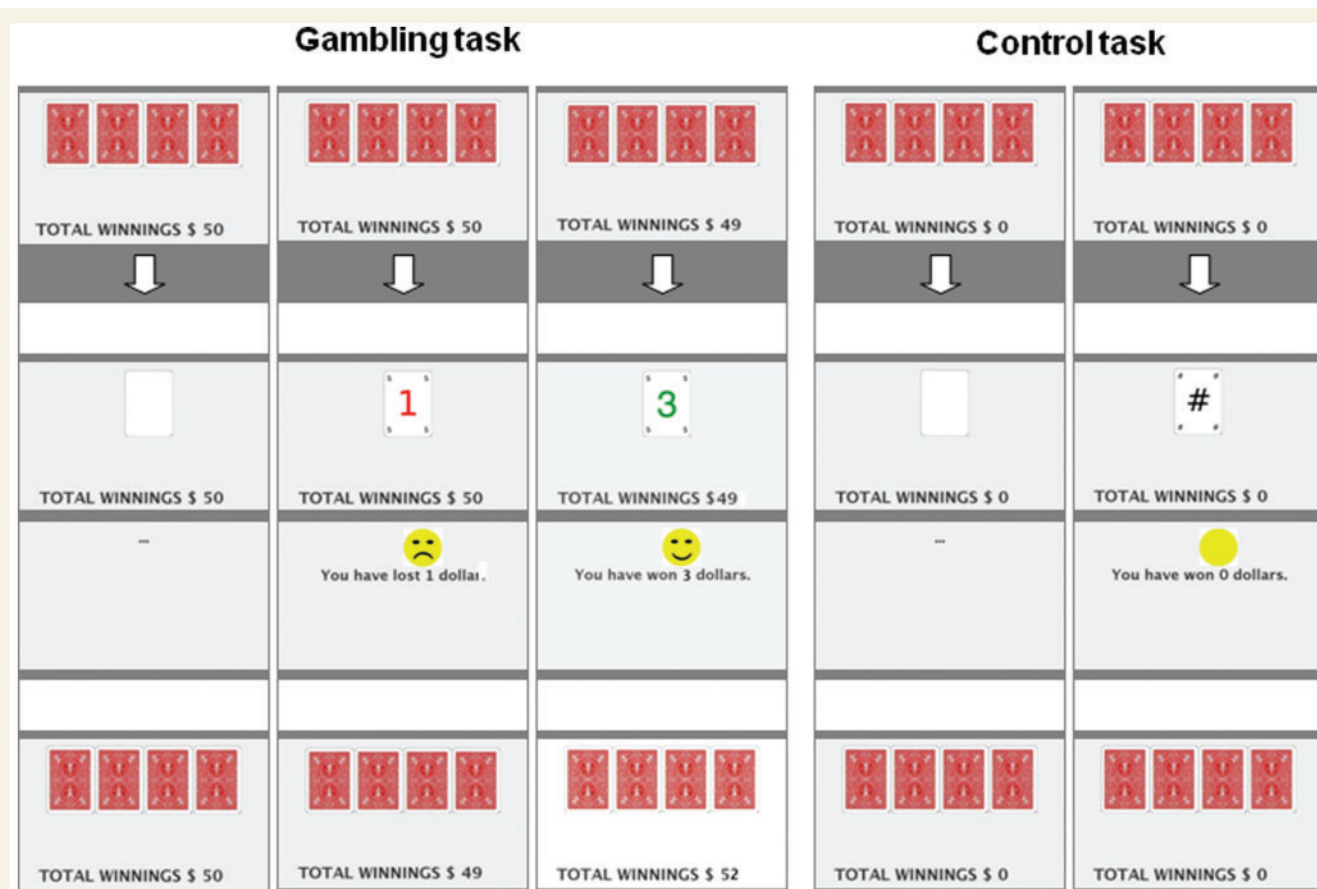 Gambling task
Control task
TOTAL WINNINGS $ 50
TOTAL WINNINGS $ 50
TOTAL WINNINGS $ 49
TOTAL WINNINGS $ 0
TOTAL WINNINGS $ 0
1
3
#
TOTAL WINNINGS $ 50
TOTAL WINNINGS $ 50
TOTAL WINNINGS $49
TOTAL WINNINGS $ 0
TOTAL WINNINGS $ 0
...
You have lost 1 dollar.
You have won 3 dollars.
...
You have won 0 dollars.
TOTAL WINNINGS $ 50
TOTAL WINNINGS $ 49
TOTAL WINNINGS $ 52
TOTAL WINNINGS $ 0
TOTAL WINNINGS $ 0